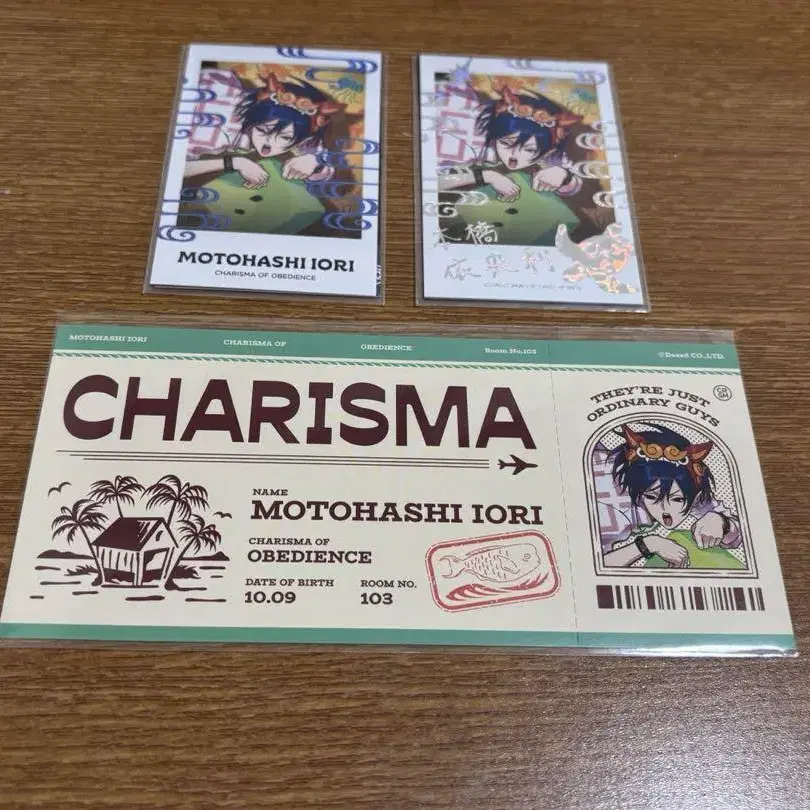 MOTOHASHI IORI
CHARISMA OF OBEDIENCE
本橋
依央利
MOTOHASHI IORI CHARISMA OF OBEDIENCE Room No.103 ©Dazed CO.,LTD.
CHARISMA
NAME
MOTOHASHI IORI
CHARISMA OF
OBEDIENCE
DATE OF BIRTH ROOM NO.
10.09 103
THEY'RE JUST
ORDINARY GUYS
CR
SM